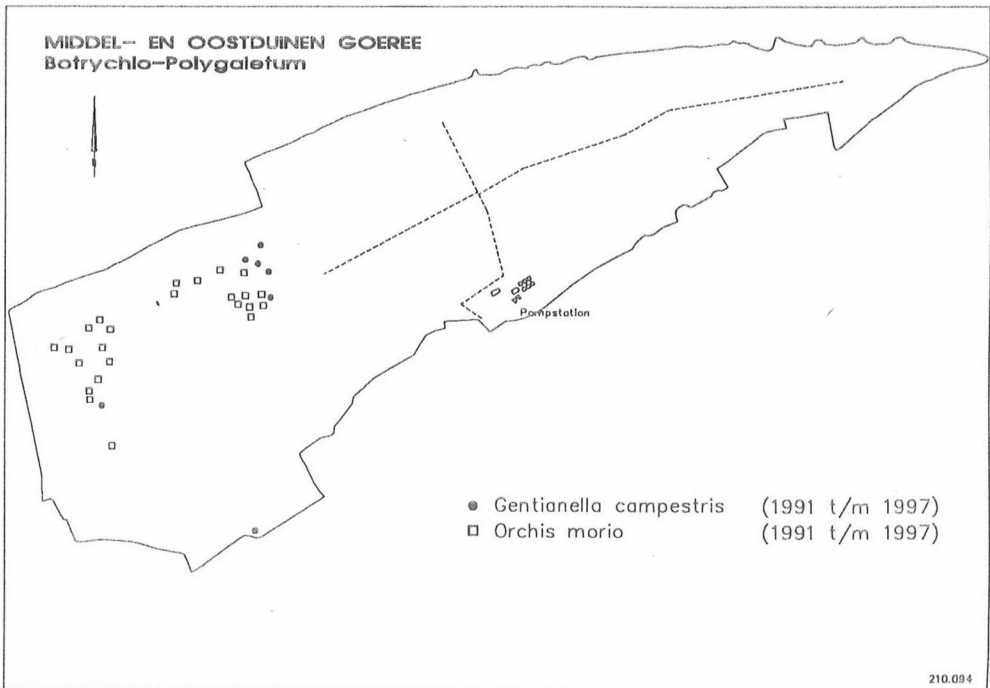 MIDDEL- EN OOSTDUINEN GOEREE
Botrychio-Polygaletum
Pompstation
Gentianella campestris (1991 t/m 1997)
Orchis morio (1991 t/m 1997)
210.094